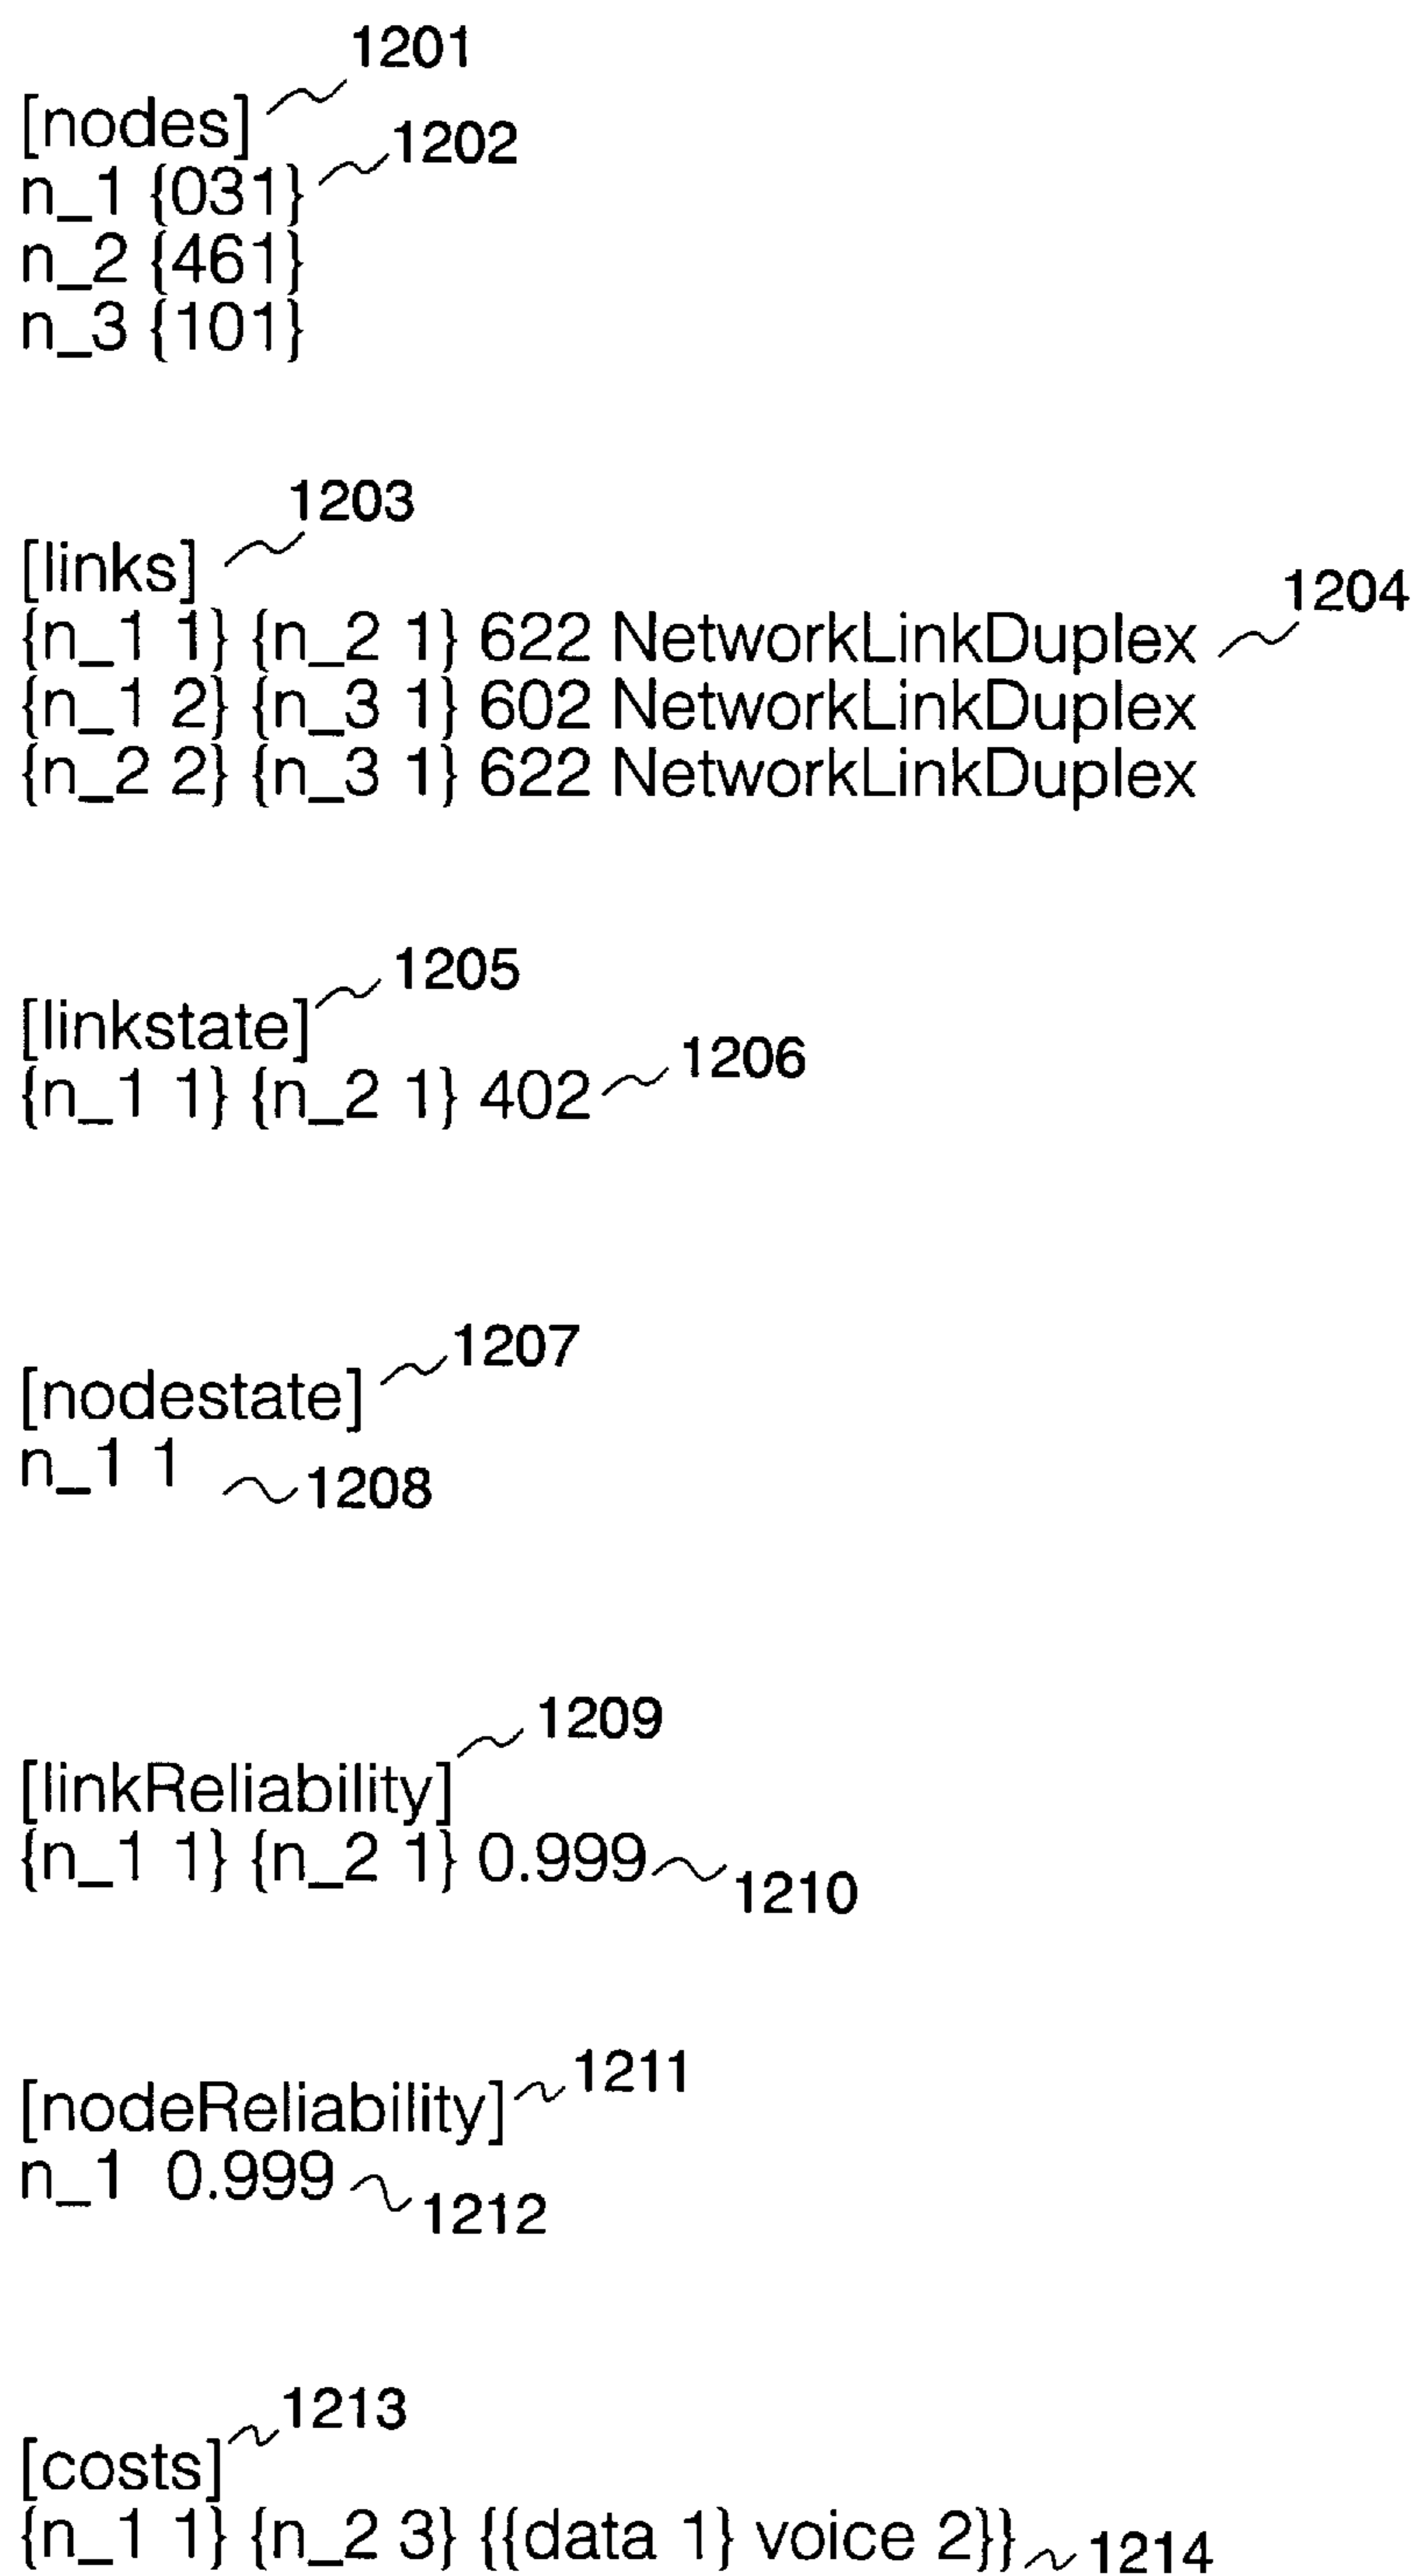 1201
[nodes]
1202
n_1 {031}
n_2 {461}
n_3 {101}
1203
[links]
1204
{n_1 1} {n_2 1} 622 NetworkLinkDuplex
{n_1 2} {n_3 1} 602 NetworkLinkDuplex
{n_2 2} {n_3 1} 622 NetworkLinkDuplex
1205
[linkstate]
1206
{n_1 1} {n_2 1} 402
1207
[nodestate]
n_1 1
1208
1209
[linkReliability]
{n_1 1} {n_2 1} 0.999
1210
1211
[nodeReliability]
n_1 0.999
1212
1213
[costs]
{n_1 1} {n_2 3} {{data 1} voice 2}}
1214